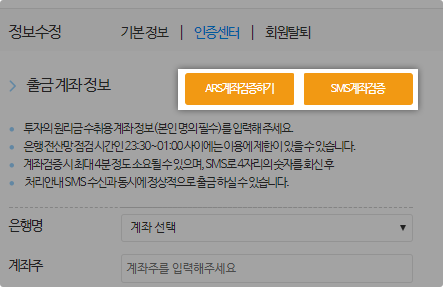 정보수정 기본 정보 | 인증센터 | 회원탈퇴
출금 계좌 정보 ARS계좌검증하기 SMS계좌검증
투자의 원리금 수취용 계좌 정보(본인 명의 필수)를 입력해 주세요.
은행 전산망 점검 시간인 23:30~01:00 사이에는 이용에 제한이 있을 수 있습니다.
계좌검증 시 최대 4분 정도 소요될 수 있으며, SMS로 4자리의 숫자를 회신 후
처리안내 SMS 수신과 동시에 정상적으로 출금 하실 수 있습니다.
은행명 계좌 선택
계좌주 계좌주를 입력해주세요